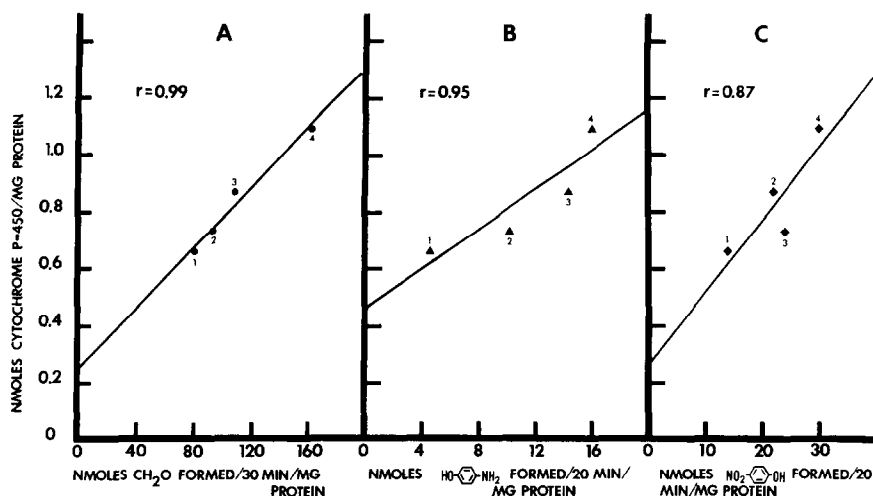 A
B
C
r=0.99
r=0.95
r=0.87
NMOLES CYTOCHROME P=450/MG PROTEIN
1.2
1.0
0.8
0.6
0.4
0.2
0
1
2
3
4
1
2
3
4
1
2
3
4
0 40 80 120 160
0 4 8 12 16
0 10 20 30
NMOLES CH2O FORMED/30 MIN/MG
PROTEIN
NMOLES HO-NH2 FORMED/20 MIN/
MG PROTEIN
NMOLES NO2-OH FORMED/20
MIN/MG PROTEIN